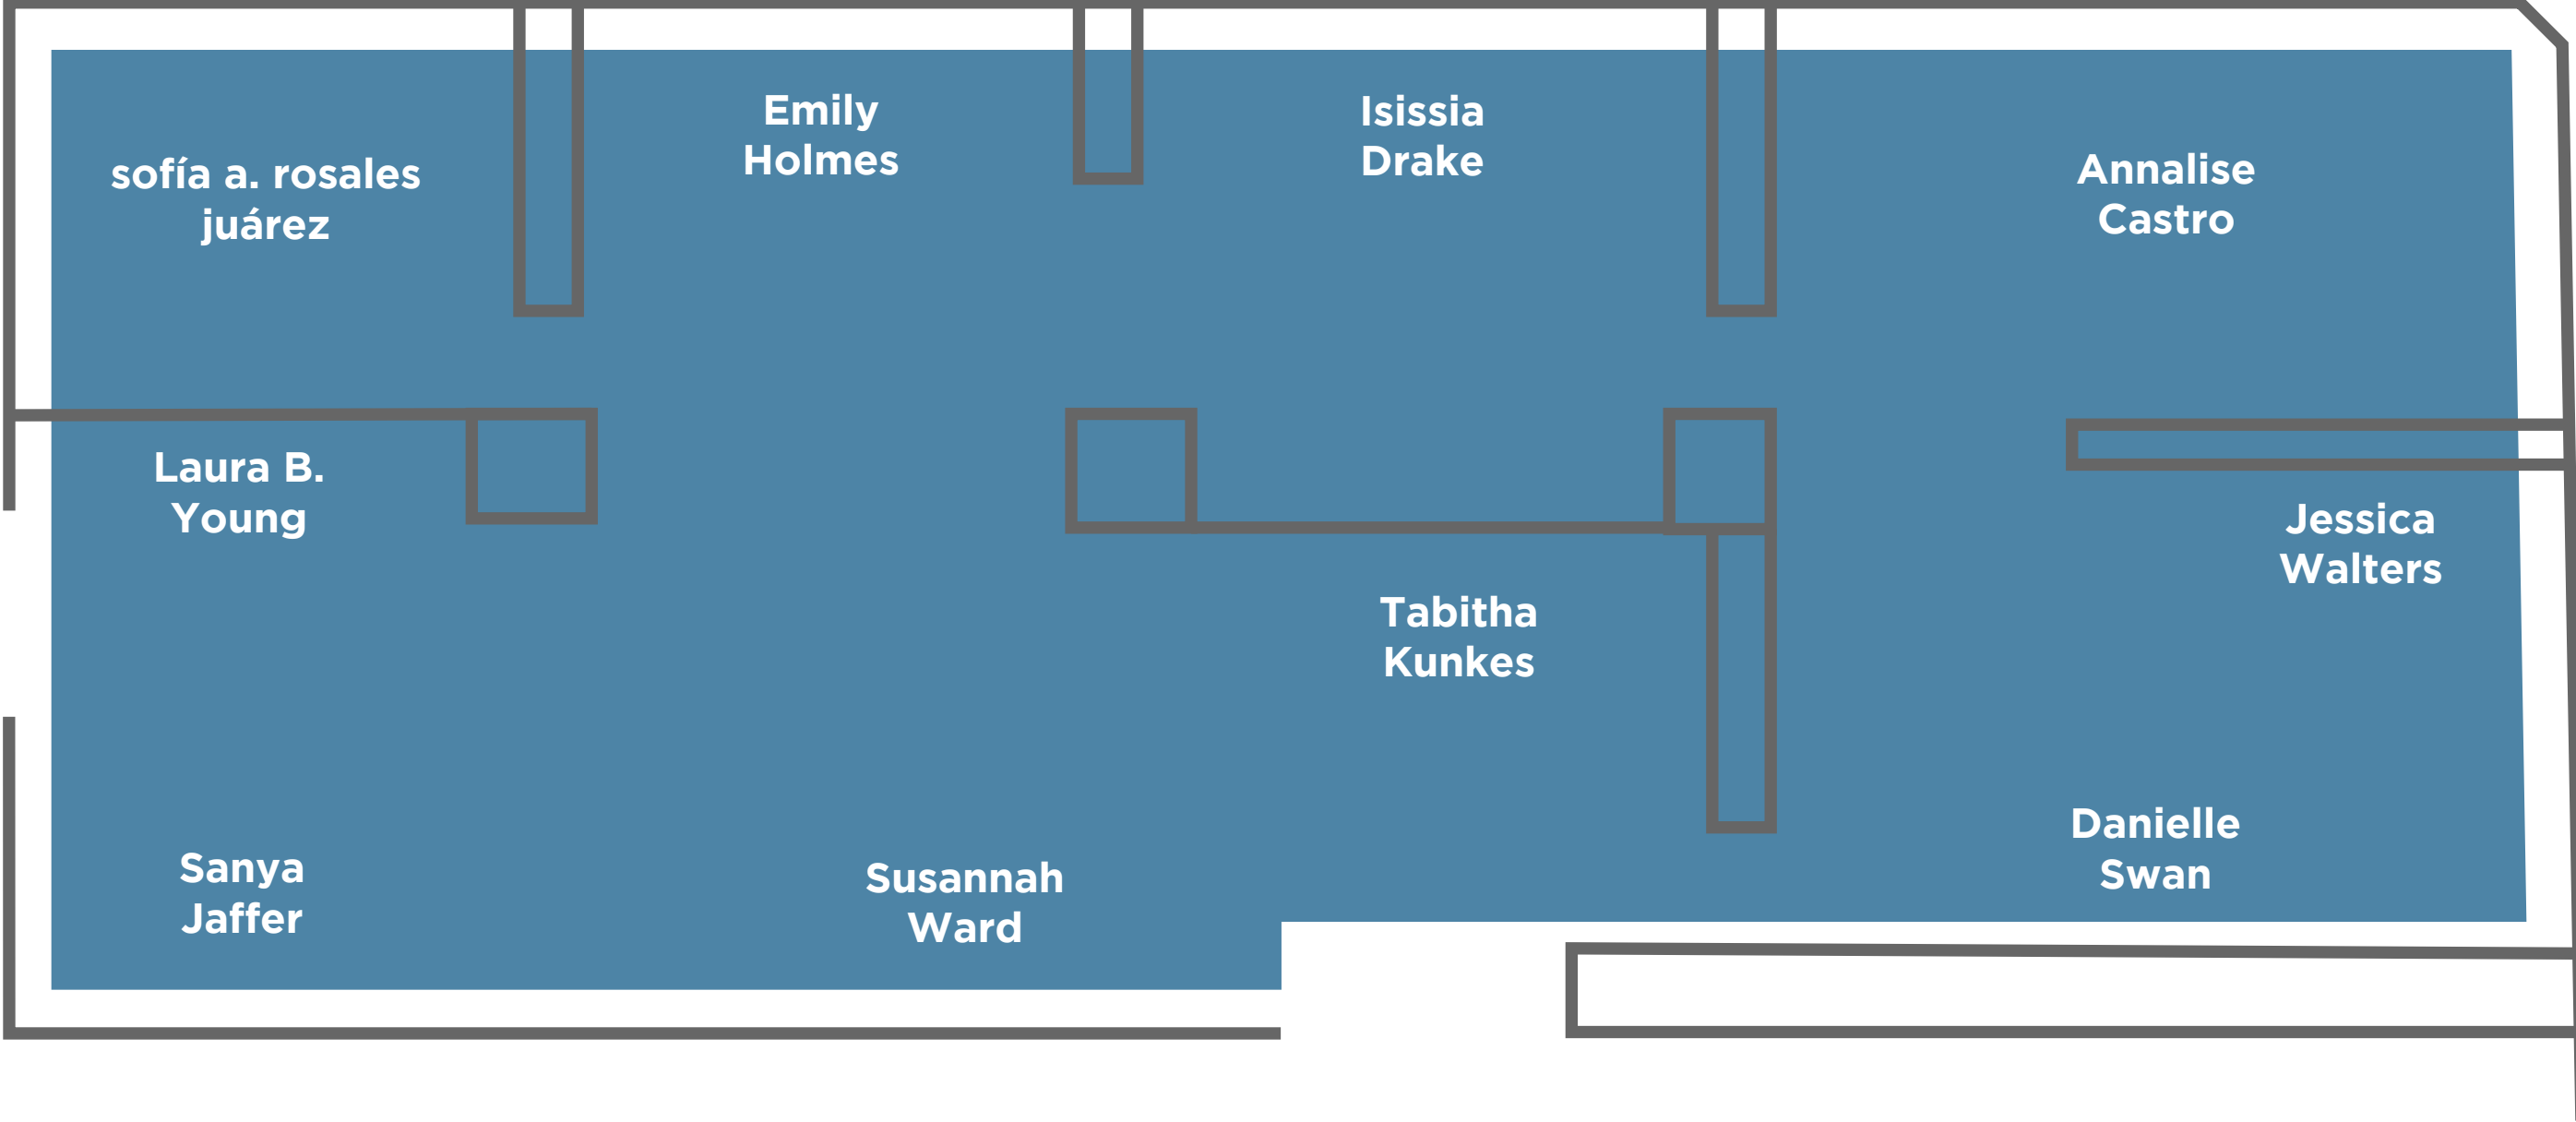 sofía a. rosales
juárez
Emily
Holmes
Isissia
Drake
Annalise
Castro
Laura B.
Young
Jessica
Walters
Tabitha
Kunkes
Sanya
Jaffer
Susannah
Ward
Danielle
Swan